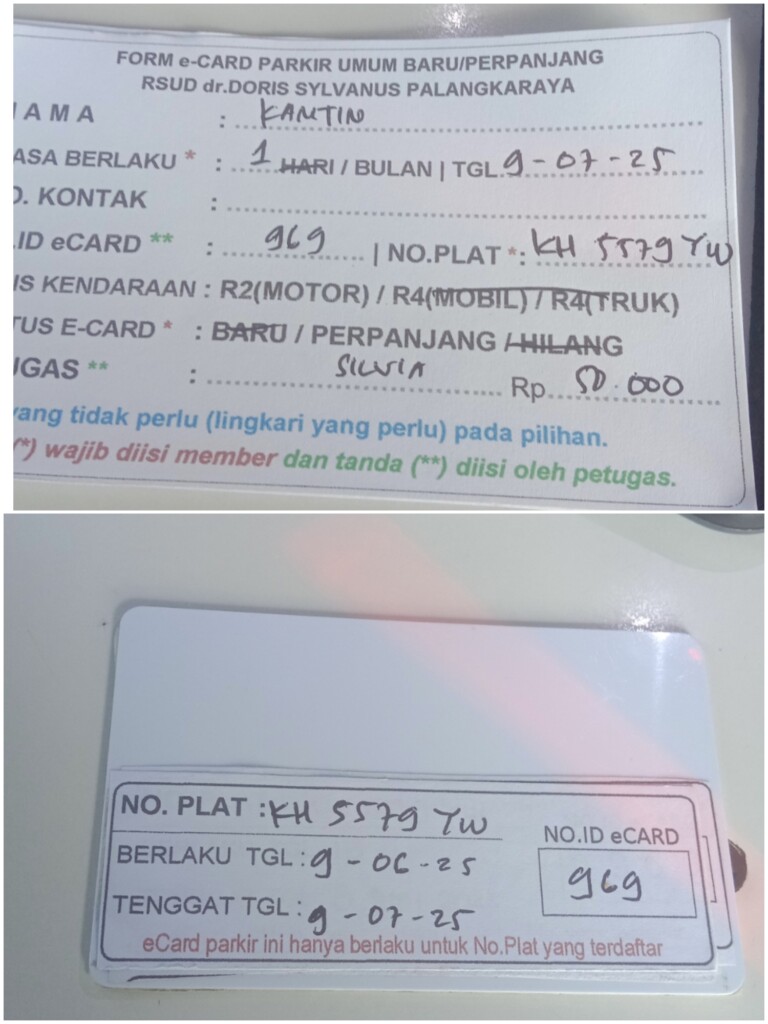 FORM e-CARD PARKIR UMUM BARU/PERPANJANG
RSUD dr.DORIS SYLVANUS PALANGKARAYA
AMA : KANTIN
ASA BERLAKU * : 1 HARI / BULAN | TGL. 9-07-25
O. KONTAK :
.ID eCARD ** : 969 | NO.PLAT *: KH 5579 YW
IS KENDARAAN : R2(MOTOR) / R4(MOBIL) / R4(TRUK)
TUS E-CARD * : BARU / PERPANJANG / HILANG
UGAS ** : SILVIA Rp 50.000
yang tidak perlu (lingkari yang perlu) pada pilihan.
(*) wajib diisi member dan tanda (**) diisi oleh petugas.
NO. PLAT : KH 5579 YW
BERLAKU TGL : 9-06-25
TENGGAT TGL : 9-07-25
NO.ID eCARD
969
eCard parkir ini hanya berlaku untuk No.Plat yang terdaftar